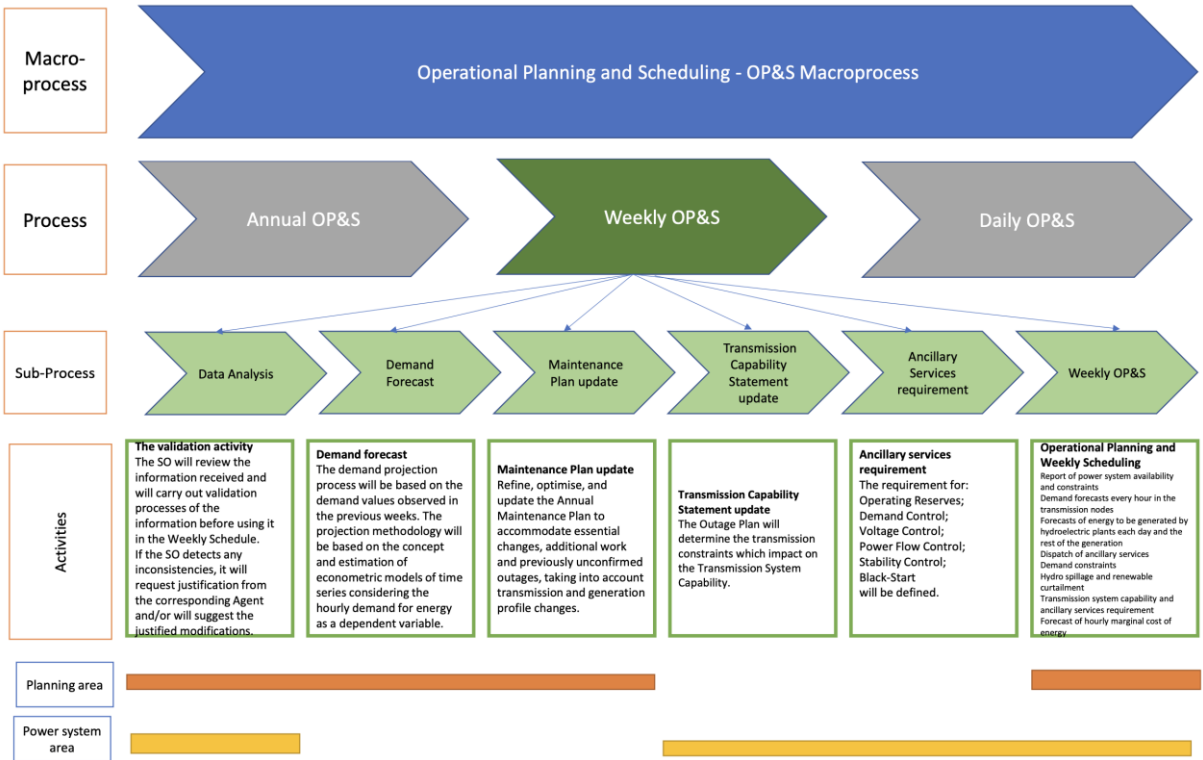 Macro-
process
Operational Planning and Scheduling - OP&S Macroprocess
Process
Annual OP&S
Weekly OP&S
Daily OP&S
Sub-Process
Data Analysis
Demand
Forecast
Maintenance
Plan update
Transmission
Capability
Statement
update
Ancillary
Services
requirement
Weekly OP&S
Activities
The validation activity
The SO will review the
information received and
will carry out validation
processes of the
information before using it
in the Weekly Schedule.
If the SO detects any
inconsistencies, it will
request justification from
the corresponding Agent
and/or will suggest the
justified modifications.
Demand forecast
The demand projection
process will be based on the
demand values observed in
the previous weeks. The
projection methodology will
be based on the concept
and estimation of
econometric models of time
series considering the
hourly demand for energy
as a dependent variable.
Maintenance Plan update
Refine, optimise, and
update the Annual
Maintenance Plan to
accommodate essential
changes, additional work
and previously unconfirmed
outages, taking into account
transmission and generation
profile changes.
Transmission Capability
Statement update
The Outage Plan will
determine the transmission
constraints which impact on
the Transmission System
Capability.
Ancillary services
requirement
The requirement for:
Operating Reserves;
Demand Control;
Voltage Control;
Power Flow Control;
Stability Control;
Black-Start
will be defined.
Operational Planning and
Weekly Scheduling
Report of power system availability
and constraints
Demand forecasts every hour in the
transmission nodes
Forecasts of energy to be generated by
hydroelectric plants each day and the
rest of the generation
Dispatch of ancillary services
Demand constraints
Hydro spillage and renewable
curtailment
Transmission system capability and
ancillary services requirement
Forecast of hourly marginal cost of
energy
Planning area
Power system
area